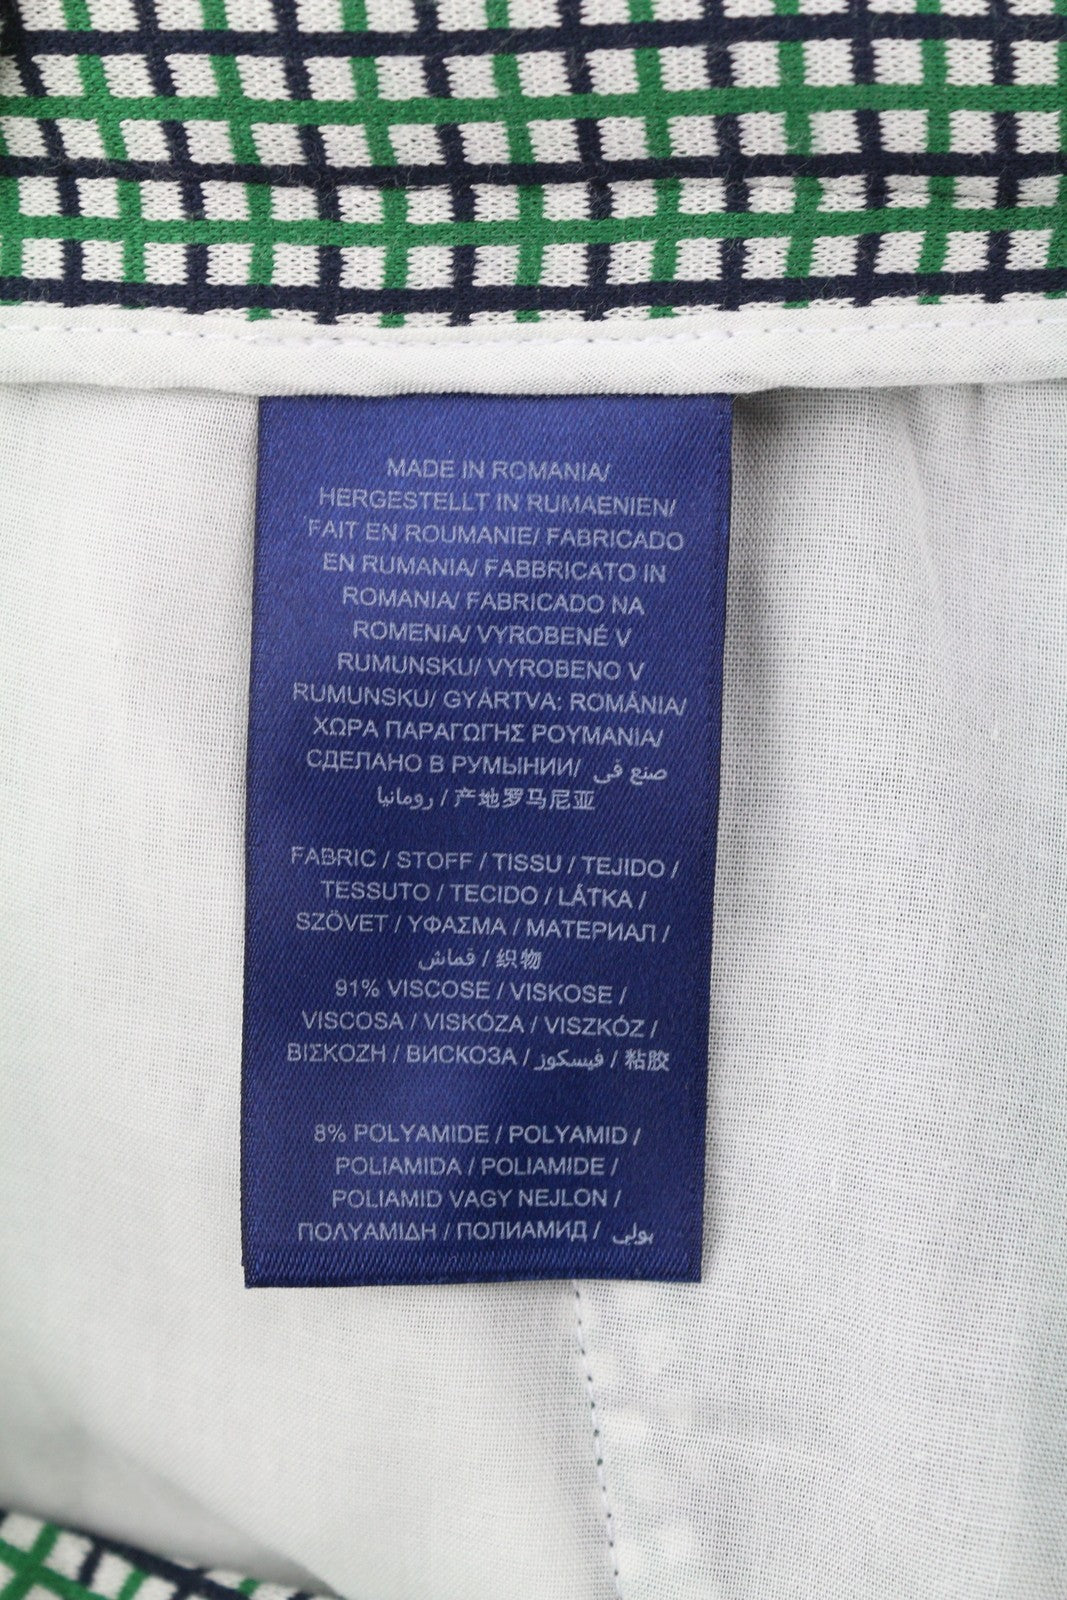 MADE IN ROMANIA/
HERGESTELLT IN RUMAENIEN/
FAIT EN ROUMANIE/ FABRICADO
EN RUMANIA/ FABBRICATO IN
ROMANIA/ FABRICADO NA
ROMENIA/ VYROBENÉ V
RUMUNSKU/ VYROBENO V
RUMUNSKU/ GYÁRTVA: ROMÁNIA/
ΧΩΡΑ ΠΑΡΑΓΩΓΗΣ ΡΟΥΜΑΝΙΑ/
СДЕЛАНО В РУМЫНИИ/ صنع في
رومانيا / 产地罗马尼亚
FABRIC / STOFF / TISSU / TEJIDO /
TESSUTO / TECIDO / LÁTKA /
SZÖVET / ΥΦΑΣΜΑ / МАТЕРИАЛ /
قماش / 织物
91% VISCOSE / VISKOSE /
VISCOSA / VISKÓZA / VISZKÓZ /
ΒΙΣΚΟΖΗ / ВИСКОЗА / فيسكوز / 粘胶
8% POLYAMIDE / POLYAMID /
POLIAMIDA / POLIAMIDE /
POLIAMID VAGY NEJLON /
ΠΟΛΥΑΜΙΔΗ / ПОЛИАМИД / بولي